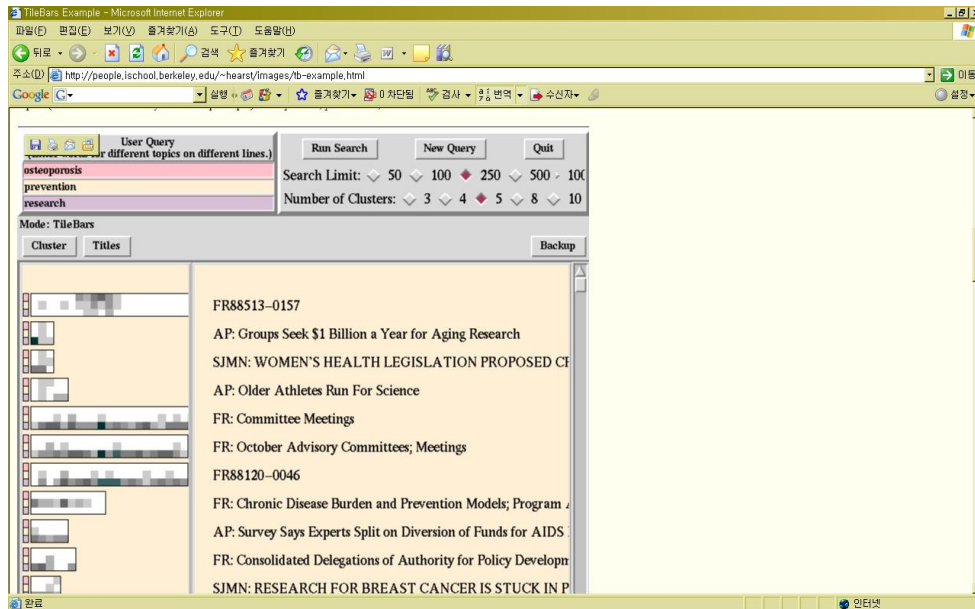 TileBars Example - Microsoft Internet Explorer
파일(F) 편집(E) 보기(V) 즐겨찾기(A) 도구(T) 도움말(H)
뒤로 검색 즐겨찾기
주소(D) http://people.ischool.berkeley.edu/~hearst/images/tb-example.html 이동
Google G 실행 즐겨찾기 0 차단됨 검사 번역 수신자 설정
User Query
for different topics on different lines.)
Run Search New Query Quit
osteoporosis
prevention
research
Search Limit: 50 100 250 500 100
Number of Clusters: 3 4 5 8 10
Mode: TileBars
Cluster Titles Backup
FR88513-0157
AP: Groups Seek $1 Billion a Year for Aging Research
SJMN: WOMEN'S HEALTH LEGISLATION PROPOSED
AP: Older Athletes Run For Science
FR: Committee Meetings
FR: October Advisory Committees; Meetings
FR88120-0046
FR: Chronic Disease Burden and Prevention Models; Program
AP: Survey Says Experts Split on Diversion of Funds for AIDS
FR: Consolidated Delegations of Authority for Policy Developm
SJMN: RESEARCH FOR BREAST CANCER IS STUCK IN P
완료 인터넷